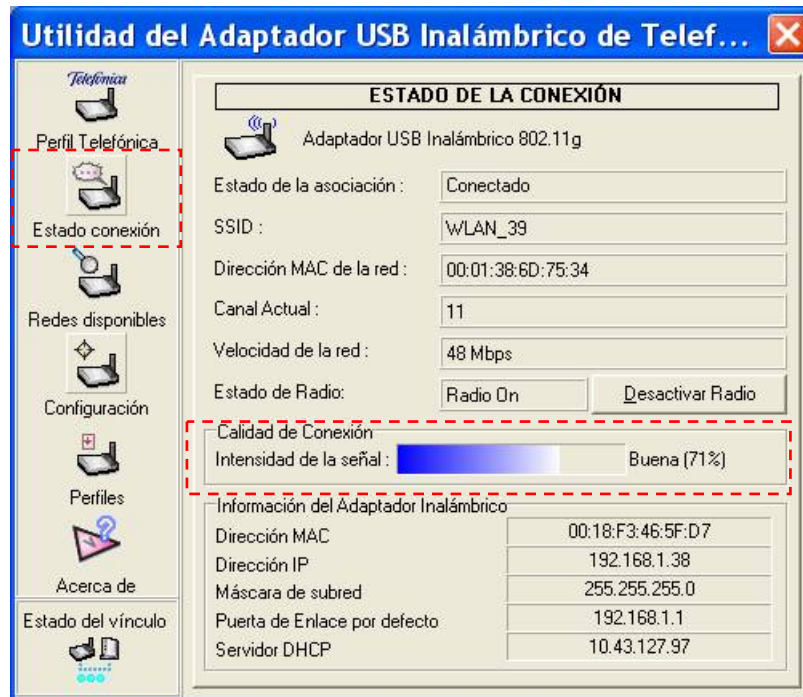 Utilidad del Adaptador USB Inalámbrico de Telef...
Telefónica
Perfil Telefónica
Estado conexión
Redes disponibles
Configuración
Perfiles
Acerca de
Estado del vínculo
ESTADO DE LA CONEXIÓN
Adaptador USB Inalámbrico 802.11g
Estado de la asociación : Conectado
SSID : WLAN_39
Dirección MAC de la red : 00:01:38:6D:75:34
Canal Actual : 11
Velocidad de la red : 48 Mbps
Estado de Radio: Radio On Desactivar Radio
Calidad de Conexión
Intensidad de la señal : Buena (71%)
Información del Adaptador Inalámbrico
Dirección MAC 00:18:F3:46:5F:D7
Dirección IP 192.168.1.38
Máscara de subred 255.255.255.0
Puerta de Enlace por defecto 192.168.1.1
Servidor DHCP 10.43.127.97